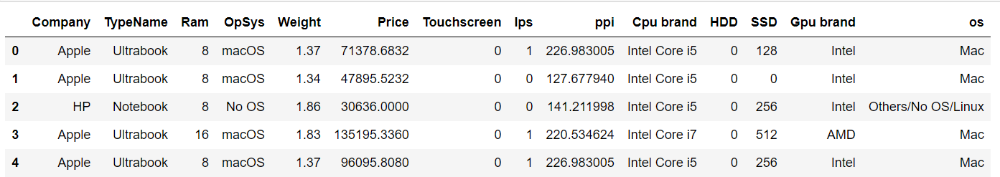 Company TypeName Ram OpSys Weight Price Touchscreen Ips ppi Cpu brand HDD SSD Gpu brand os
0 Apple Ultrabook 8 macOS 1.37 71378.6832 0 1 226.983005 Intel Core i5 0 128 Intel Mac
1 Apple Ultrabook 8 macOS 1.34 47895.5232 0 0 127.677940 Intel Core i5 0 0 Intel Mac
2 HP Notebook 8 No OS 1.86 30636.0000 0 0 141.211998 Intel Core i5 0 256 Intel Others/No OS/Linux
3 Apple Ultrabook 16 macOS 1.83 135195.3360 0 1 220.534624 Intel Core i7 0 512 AMD Mac
4 Apple Ultrabook 8 macOS 1.37 96095.8080 0 1 226.983005 Intel Core i5 0 256 Intel Mac